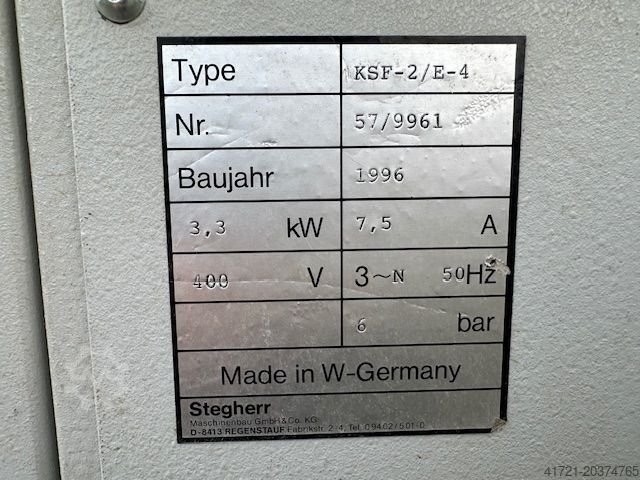 Type KSF-2/E-4
Nr. 57/9961
Baujahr 1996
3,3 kW 7,5 A
400 V 3~N 50Hz
6 bar
Made in W-Germany
Stegherr
Maschinenbau GmbH & Co. KG
D-8413 REGENSTAUF Fabrikstr. 2-4, Tel. 09402/501-0
41721-20374765